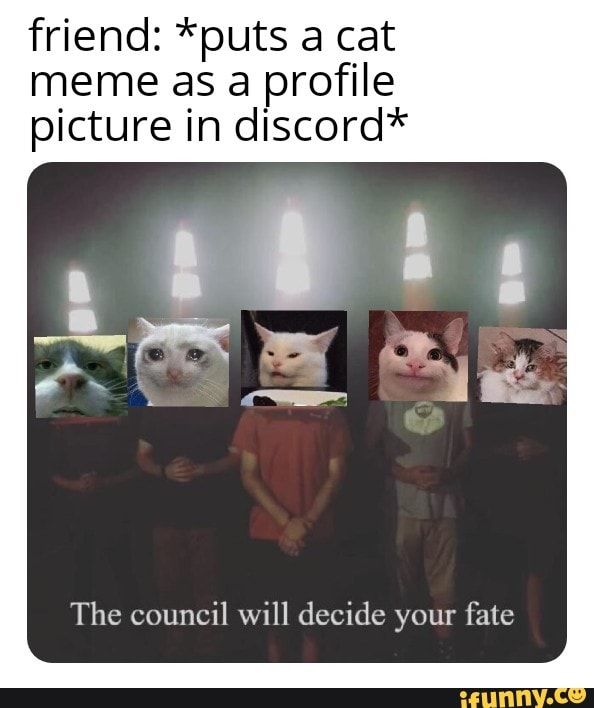 friend: *puts a cat
meme as a profile
picture in discord*
The council will decide your fate
ifunny.co